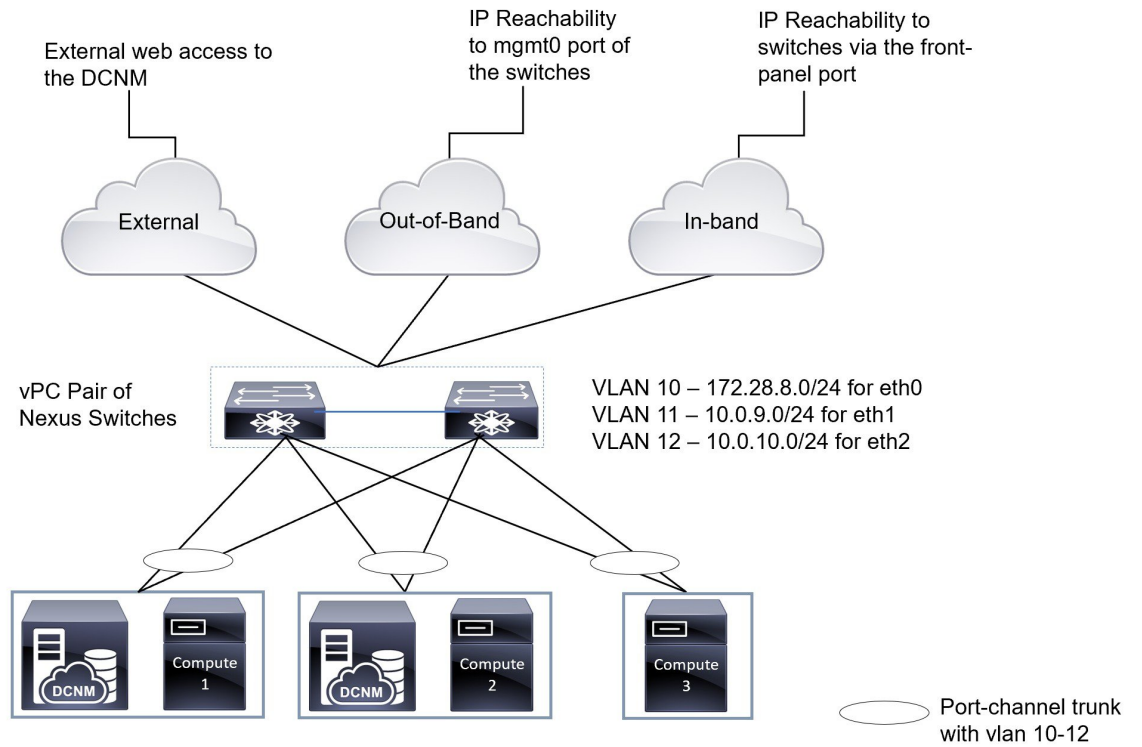 External web access to
the DCNM
IP Reachability
to mgmt0 port of
the switches
IP Reachability to
switches via the front-
panel port
External
Out-of-Band
In-band
vPC Pair of
Nexus Switches
VLAN 10 – 172.28.8.0/24 for eth0
VLAN 11 – 10.0.9.0/24 for eth1
VLAN 12 – 10.0.10.0/24 for eth2
DCNM
Compute
1
DCNM
Compute
2
Compute
3
Port-channel trunk
with vlan 10-12